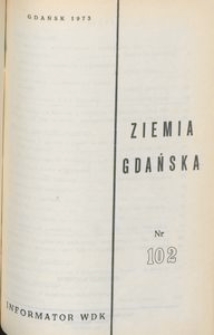 GDAŃSK 1975
ZIEMIA
GDAŃSKA
Nr
102
INFORMATOR WDK